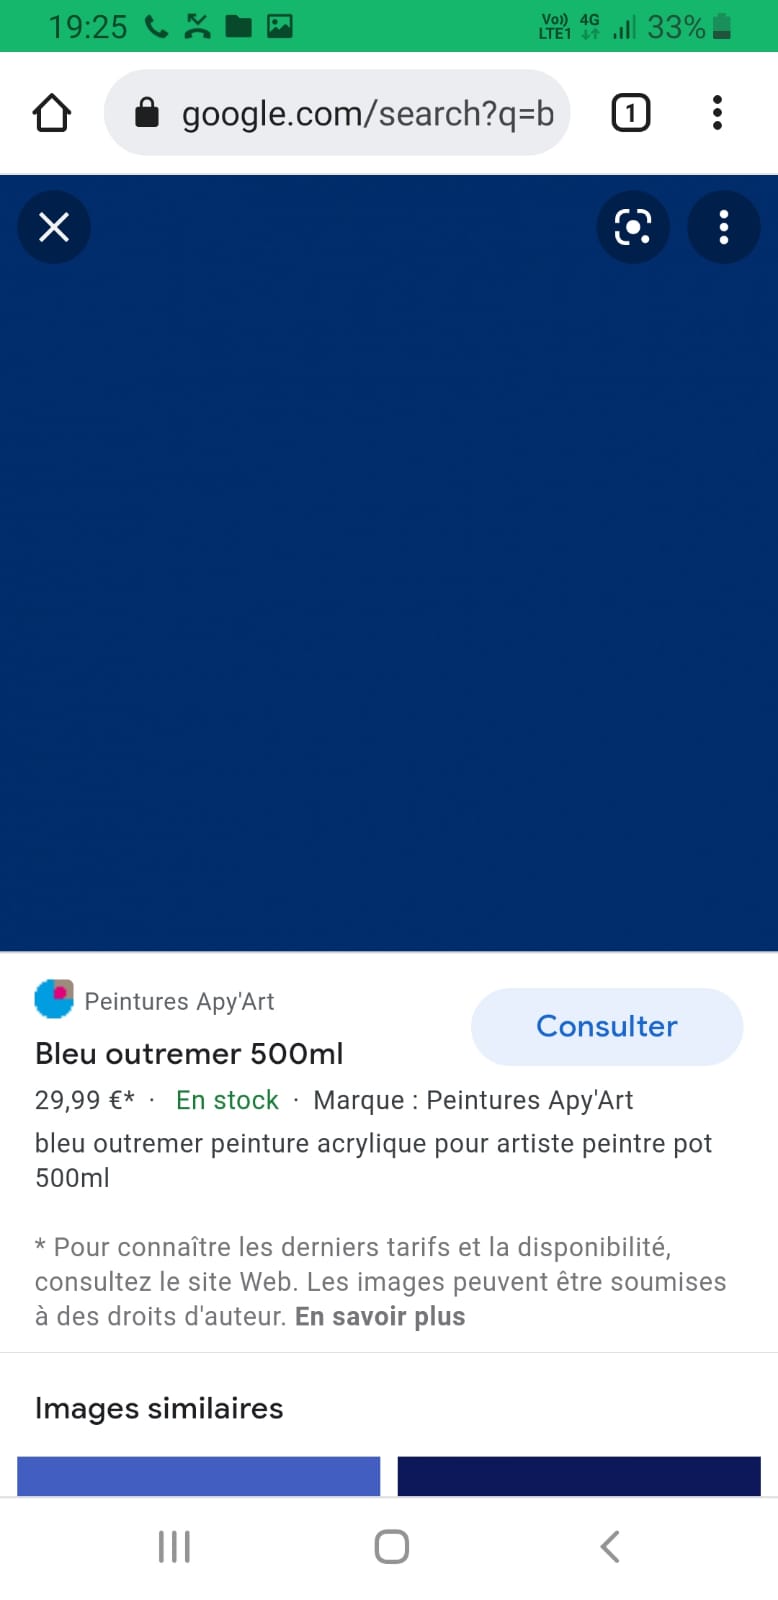 19:25
Vo)) 4G
LTE1 33%
google.com/search?q=b
1
Peintures Apy'Art
Consulter
Bleu outremer 500ml
29,99 €* · En stock · Marque : Peintures Apy'Art
bleu outremer peinture acrylique pour artiste peintre pot
500ml
* Pour connaître les derniers tarifs et la disponibilité,
consultez le site Web. Les images peuvent être soumises
à des droits d'auteur. En savoir plus
Images similaires